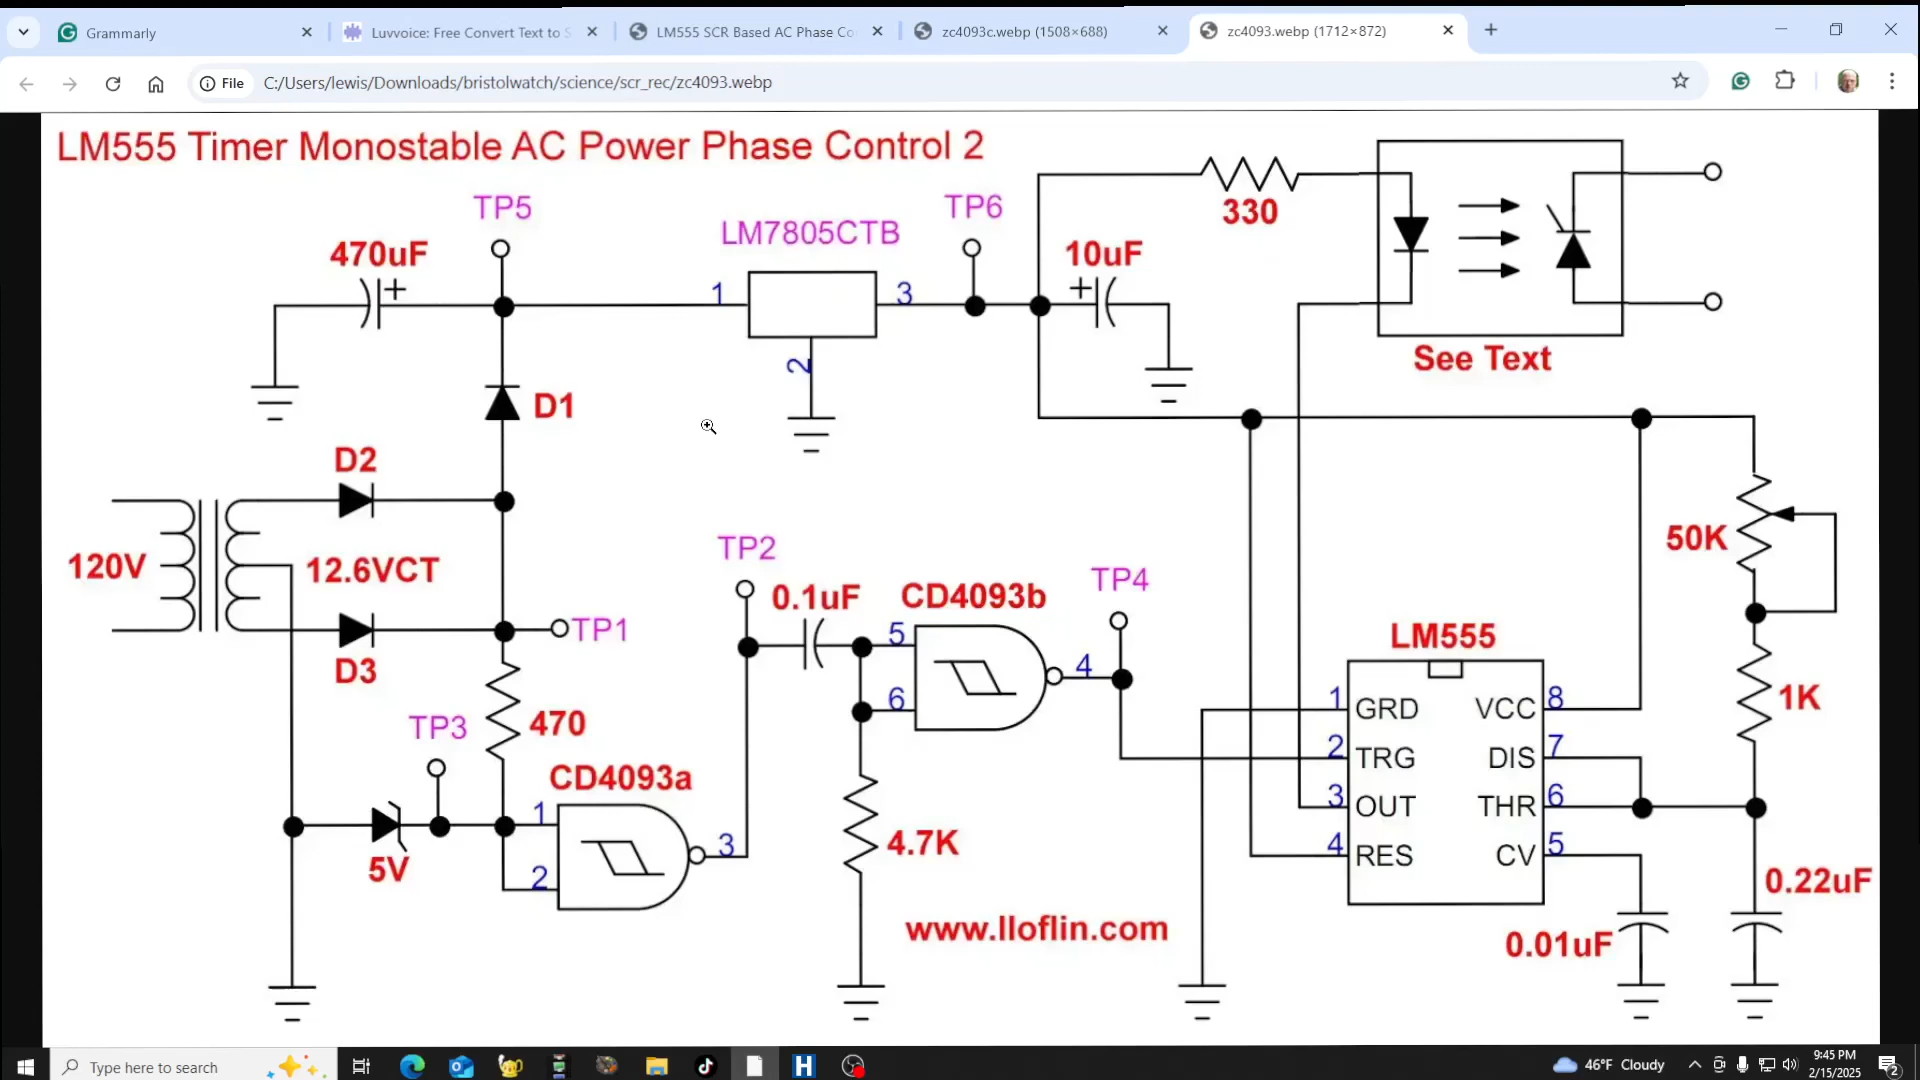 Grammarly
Luvvoice: Free Convert Text to S
LM555 SCR Based AC Phase Co
zc4093c.webp (1508×688)
zc4093.webp (1712×872)
File
C:/Users/lewis/Downloads/bristolwatch/science/scr_rec/zc4093.webp
LM555 Timer Monostable AC Power Phase Control 2
TP5
TP6
LM7805CTB
330
470uF
10uF
+
+
1
3
2
See Text
D1
D2
120V
12.6VCT
50K
TP2
TP4
0.1uF
CD4093b
TP1
5
6
4
LM555
D3
TP3
470
1K
1 GRD VCC 8
2 TRG DIS 7
3 OUT THR 6
4 RES CV 5
CD4093a
1
2
3
5V
4.7K
0.22uF
0.01uF
www.lloflin.com
Type here to search
46°F Cloudy
9:45 PM
2/15/2025
2
H